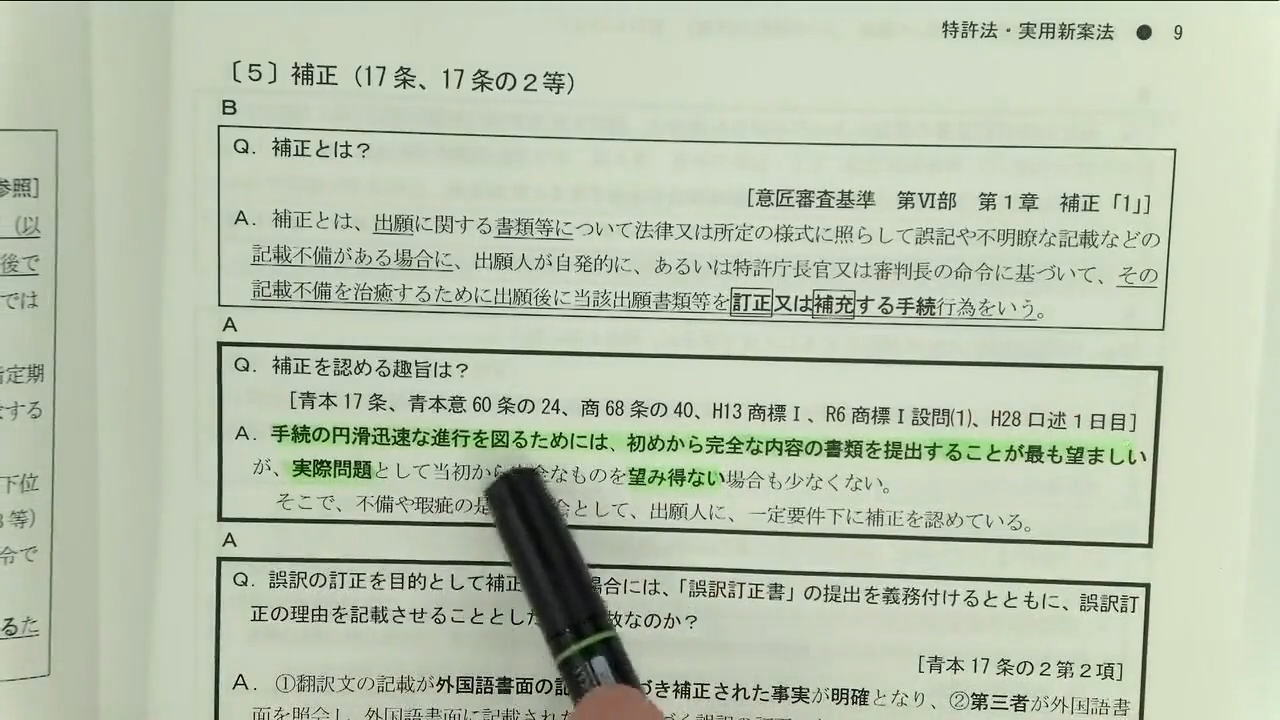 特許法・実用新案法 ● 9
〔5〕補正（17条、17条の2等）
B
Q. 補正とは？
[意匠審査基準 第Ⅵ部 第1章 補正「1」]
A. 補正とは、出願に関する書類等について法律又は所定の様式に照らして誤記や不明瞭な記載などの
記載不備がある場合に、出願人が自発的に、あるいは特許庁長官又は審判長の命令に基づいて、その
記載不備を治癒するために出願後に当該出願書類等を訂正又は補充する手続行為をいう。
A
Q. 補正を認める趣旨は？
[青本17条、青本意60条の24、商68条の40、H13商標Ⅰ、R6商標Ⅰ設問(1)、H28口述1日目]
A. 手続の円滑迅速な進行を図るためには、初めから完全な内容の書類を提出することが最も望ましい
が、実際問題として当初から 全なものを望み得ない場合も少なくない。
そこで、不備や瑕疵の是 会として、出願人に、一定要件下に補正を認めている。
A
Q. 誤訳の訂正を目的として補正 場合には、「誤訳訂正書」の提出を義務付けるとともに、誤訳訂
正の理由を記載させることとした 故なのか？
[青本17条の2第2項]
A. ①翻訳文の記載が外国語書面の記 づき補正された事実が明確となり、②第三者が外国語書
面を照会し、外国語書面に記載された
参照]
（以
後で
では
指定期
する
下位
等）
令で
るた